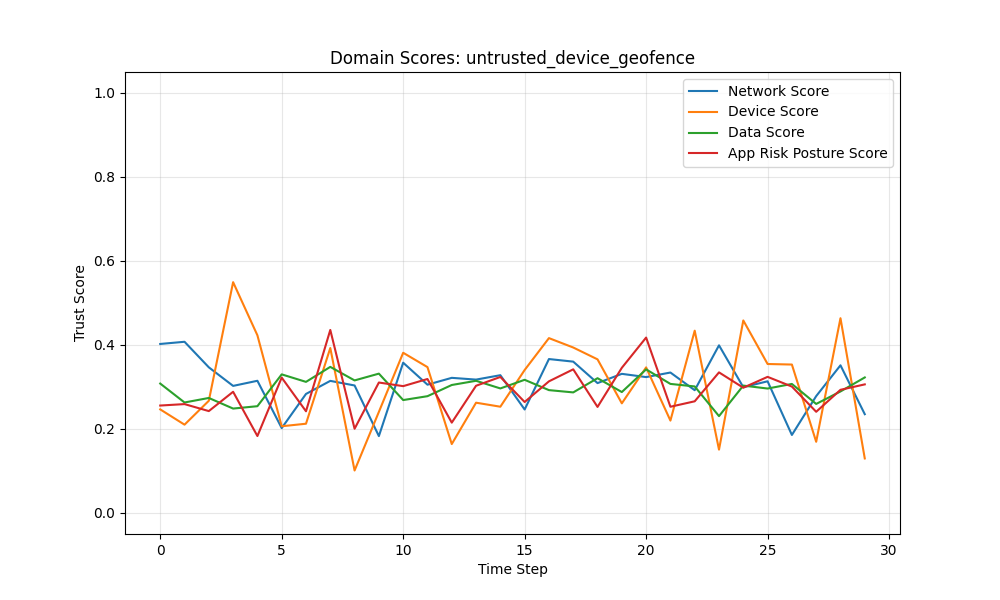 Domain Scores: untrusted_device_geofence
Network Score
Device Score
Data Score
App Risk Posture Score
Trust Score
1.0
0.8
0.6
0.4
0.2
0.0
0 5 10 15 20 25 30
Time Step